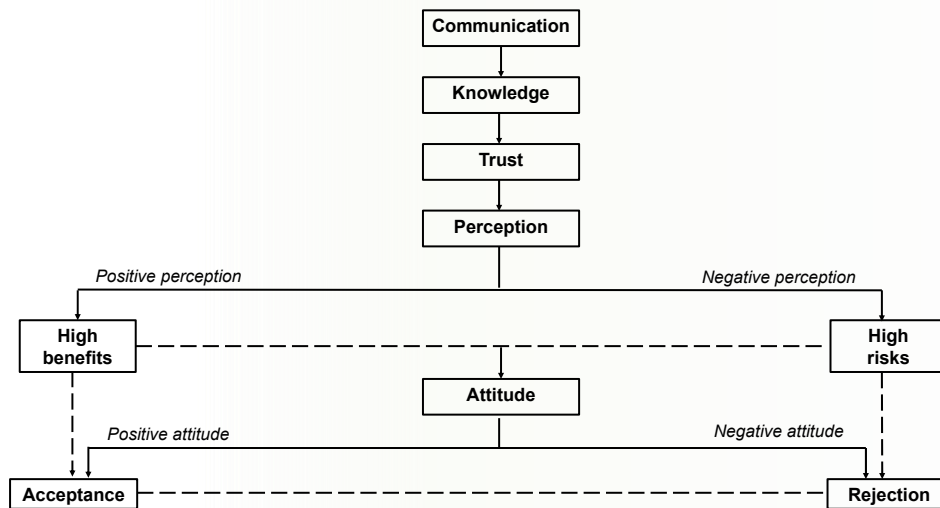 Communication
Knowledge
Trust
Perception
Positive perception
Negative perception
High
benefits
High
risks
Attitude
Positive attitude
Negative attitude
Acceptance
Rejection